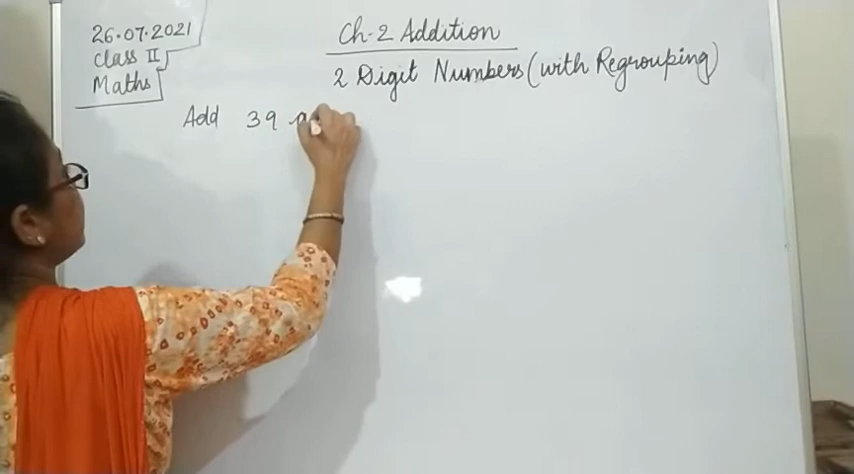 26.07.2021
Class II
Maths
Ch-2 Addition
2 Digit Numbers (with Regrouping)
Add 39